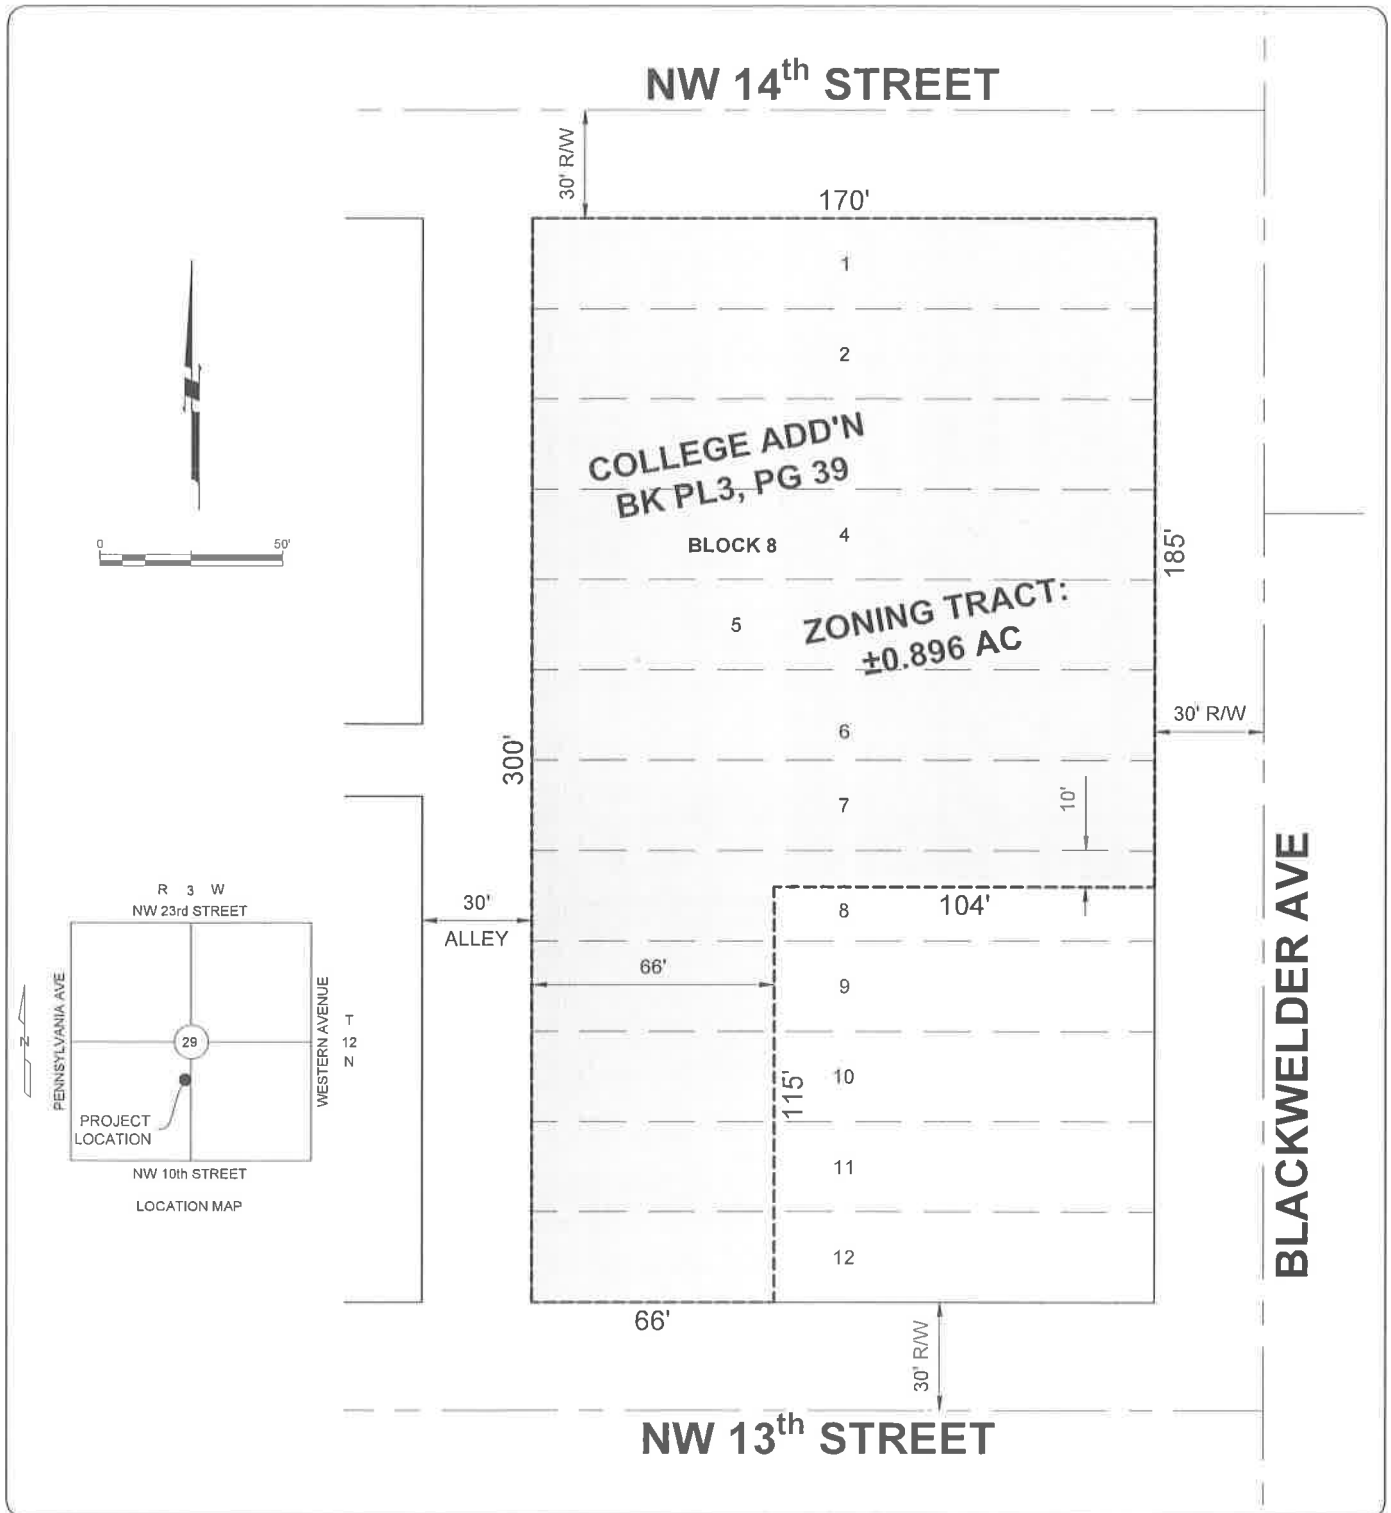 NW 14th STREET
30' R/W
170'
1
2
COLLEGE ADD'N
BK PL3, PG 39
BLOCK 8
4
185'
0 50'
5
ZONING TRACT:
±0.896 AC
6
30' R/W
300'
7
10'
8
104'
30'
ALLEY
66'
9
10
115'
11
12
66'
30' R/W
BLACKWELDER AVE
NW 13th STREET
R 3 W
NW 23rd STREET
PENNSYLVANIA AVE
WESTERN AVENUE
T
12
N
N
29
PROJECT
LOCATION
NW 10th STREET
LOCATION MAP